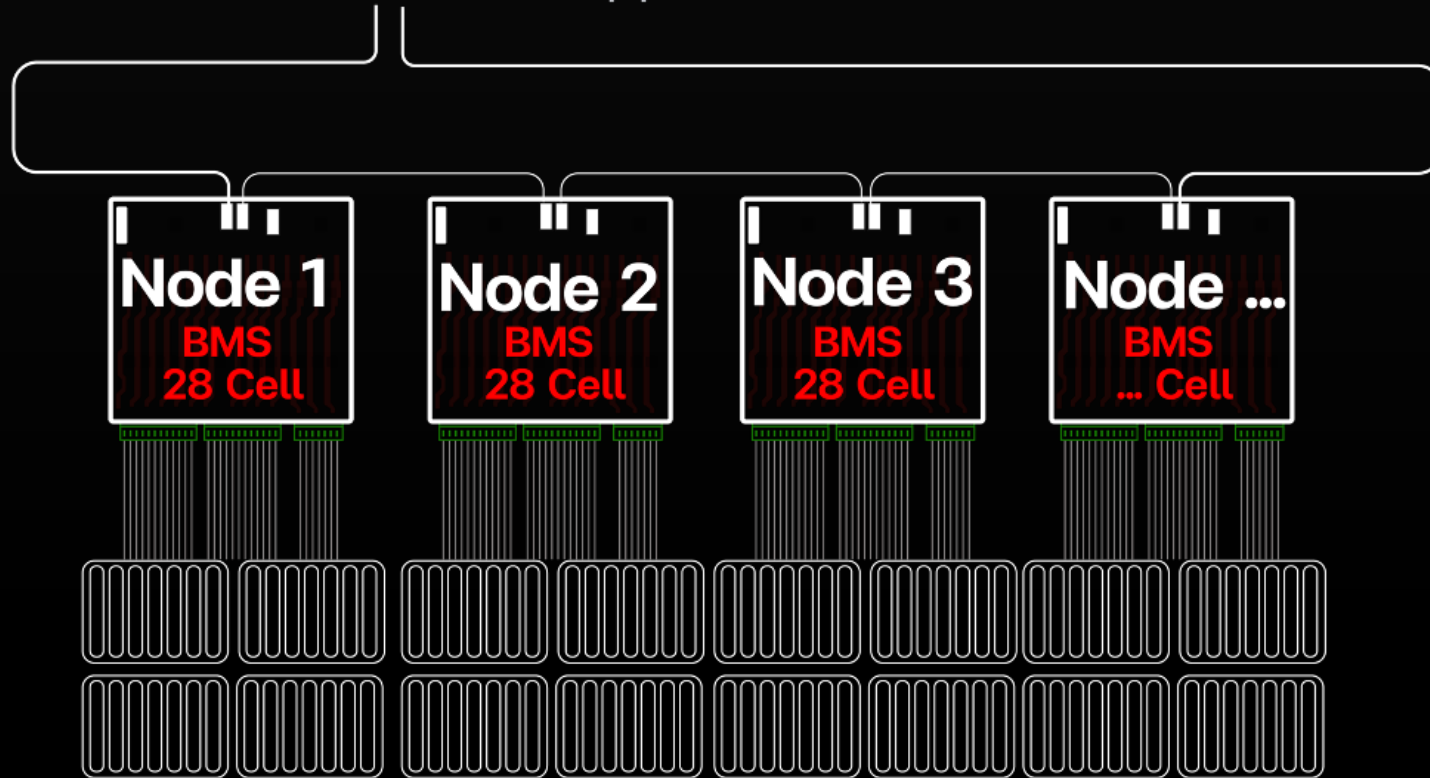 Node 1
BMS
28 Cell
Node 2
BMS
28 Cell
Node 3
BMS
28 Cell
Node ...
BMS
... Cell